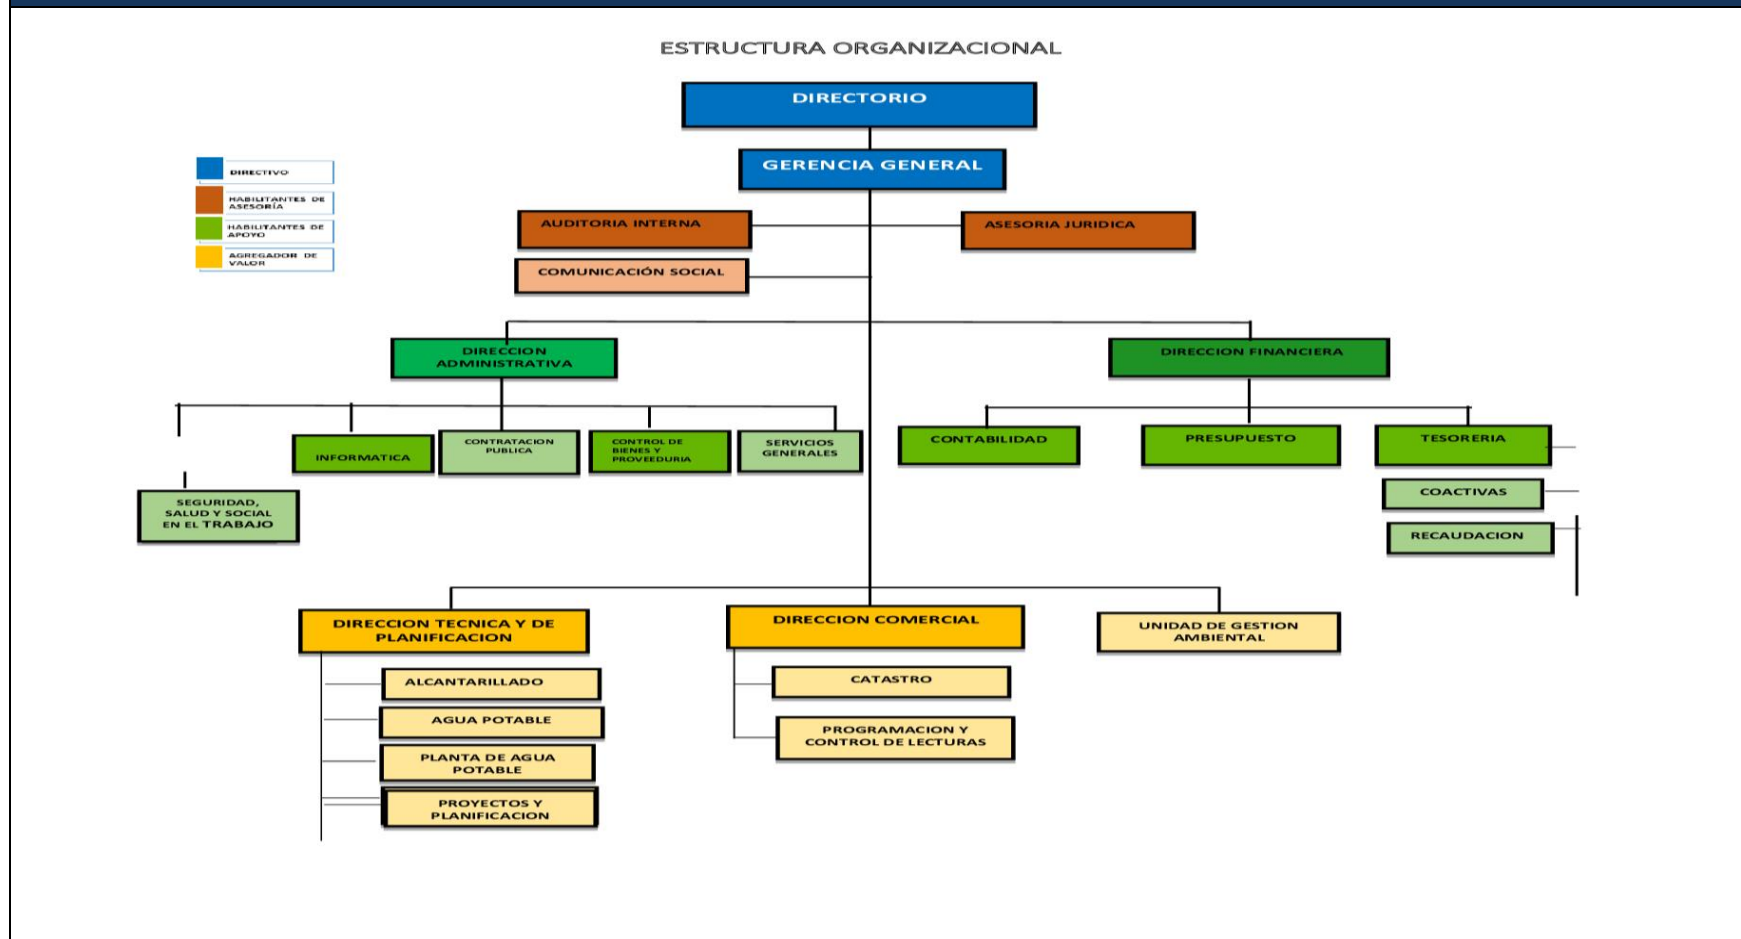 ESTRUCTURA ORGANIZACIONAL
DIRECTORIO
GERENCIA GENERAL
DIRECTIVO
HABILITANTES DE
ASESORÍA
HABILITANTES DE
APOYO
AGREGADOR DE
VALOR
AUDITORIA INTERNA
ASESORIA JURIDICA
COMUNICACIÓN SOCIAL
DIRECCION
ADMINISTRATIVA
DIRECCION FINANCIERA
INFORMATICA
CONTRATACION
PUBLICA
CONTROL DE
BIENES Y
PROVEEDURIA
SERVICIOS
GENERALES
CONTABILIDAD
PRESUPUESTO
TESORERIA
SEGURIDAD,
SALUD Y SOCIAL
EN EL TRABAJO
COACTIVAS
RECAUDACION
DIRECCION TECNICA Y DE
PLANIFICACION
DIRECCION COMERCIAL
UNIDAD DE GESTION
AMBIENTAL
ALCANTARILLADO
AGUA POTABLE
PLANTA DE AGUA
POTABLE
PROYECTOS Y
PLANIFICACION
CATASTRO
PROGRAMACION Y
CONTROL DE LECTURAS